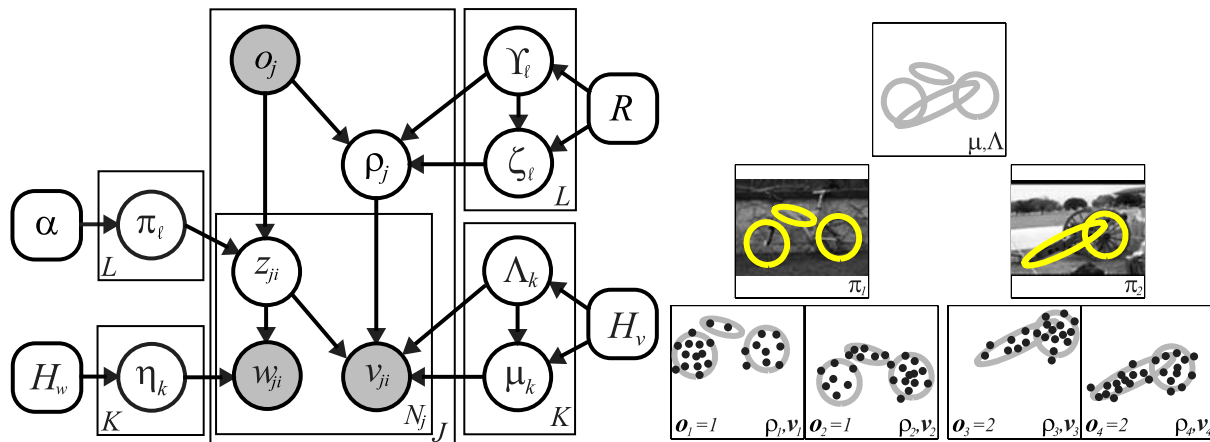 o_j
ϒ_ℓ
R
ρ_j
ζ_ℓ
L
α
π_ℓ
L
z_ji
Λ_k
H_v
H_w
η_k
K
w_ji
v_ji
N_j
J
μ_k
K
μ,Λ
π_1
π_2
o_1=1 ρ_1,v_1
o_2=1 ρ_2,v_2
o_3=2 ρ_3,v_3
o_4=2 ρ_4,v_4